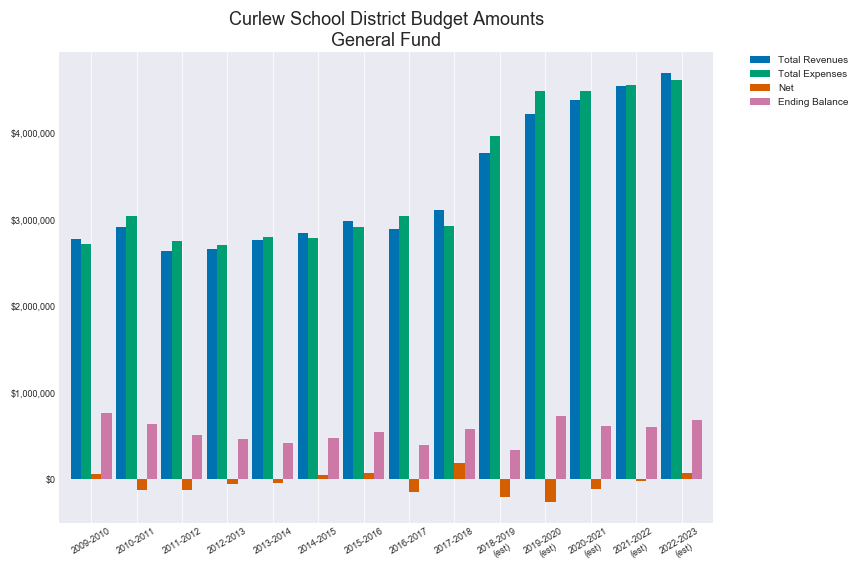 Curlew School District Budget Amounts
General Fund
Total Revenues
Total Expenses
Net
Ending Balance
$4,000,000
$3,000,000
$2,000,000
$1,000,000
$0
2009-2010
2010-2011
2011-2012
2012-2013
2013-2014
2014-2015
2015-2016
2016-2017
2017-2018
2018-2019
(est)
2019-2020
(est)
2020-2021
(est)
2021-2022
(est)
2022-2023
(est)